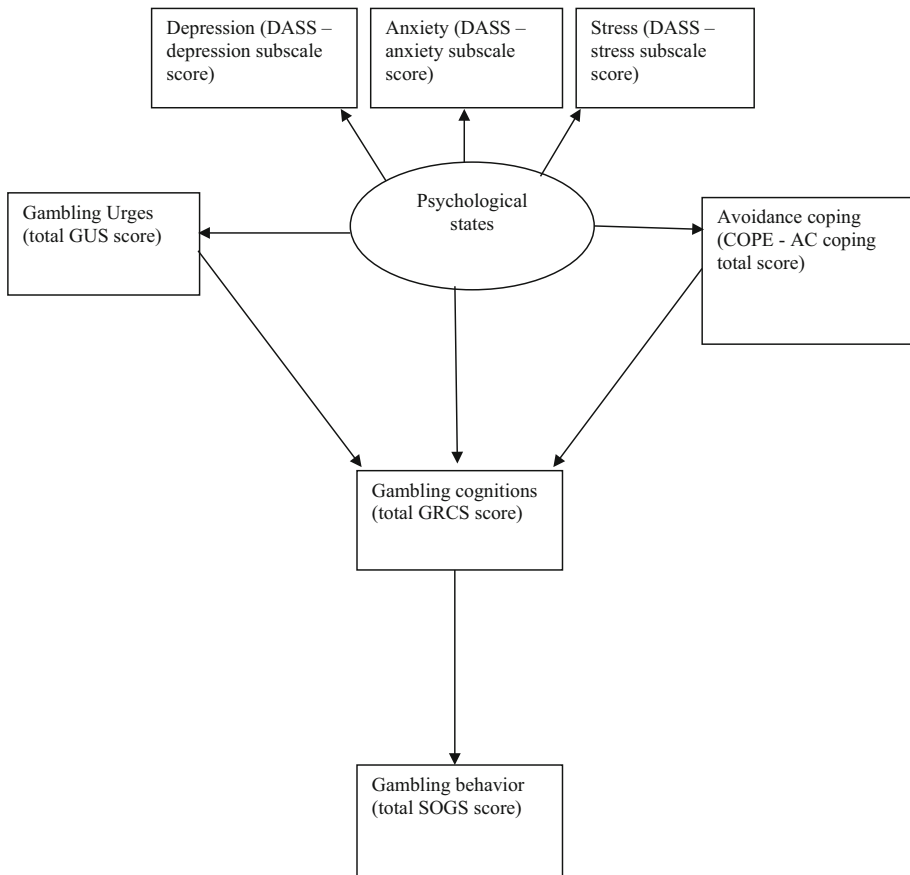 Depression (DASS –
depression subscale
score)
Anxiety (DASS –
anxiety subscale
score)
Stress (DASS –
stress subscale
score)
Psychological
states
Gambling Urges
(total GUS score)
Avoidance coping
(COPE - AC coping
total score)
Gambling cognitions
(total GRCS score)
Gambling behavior
(total SOGS score)